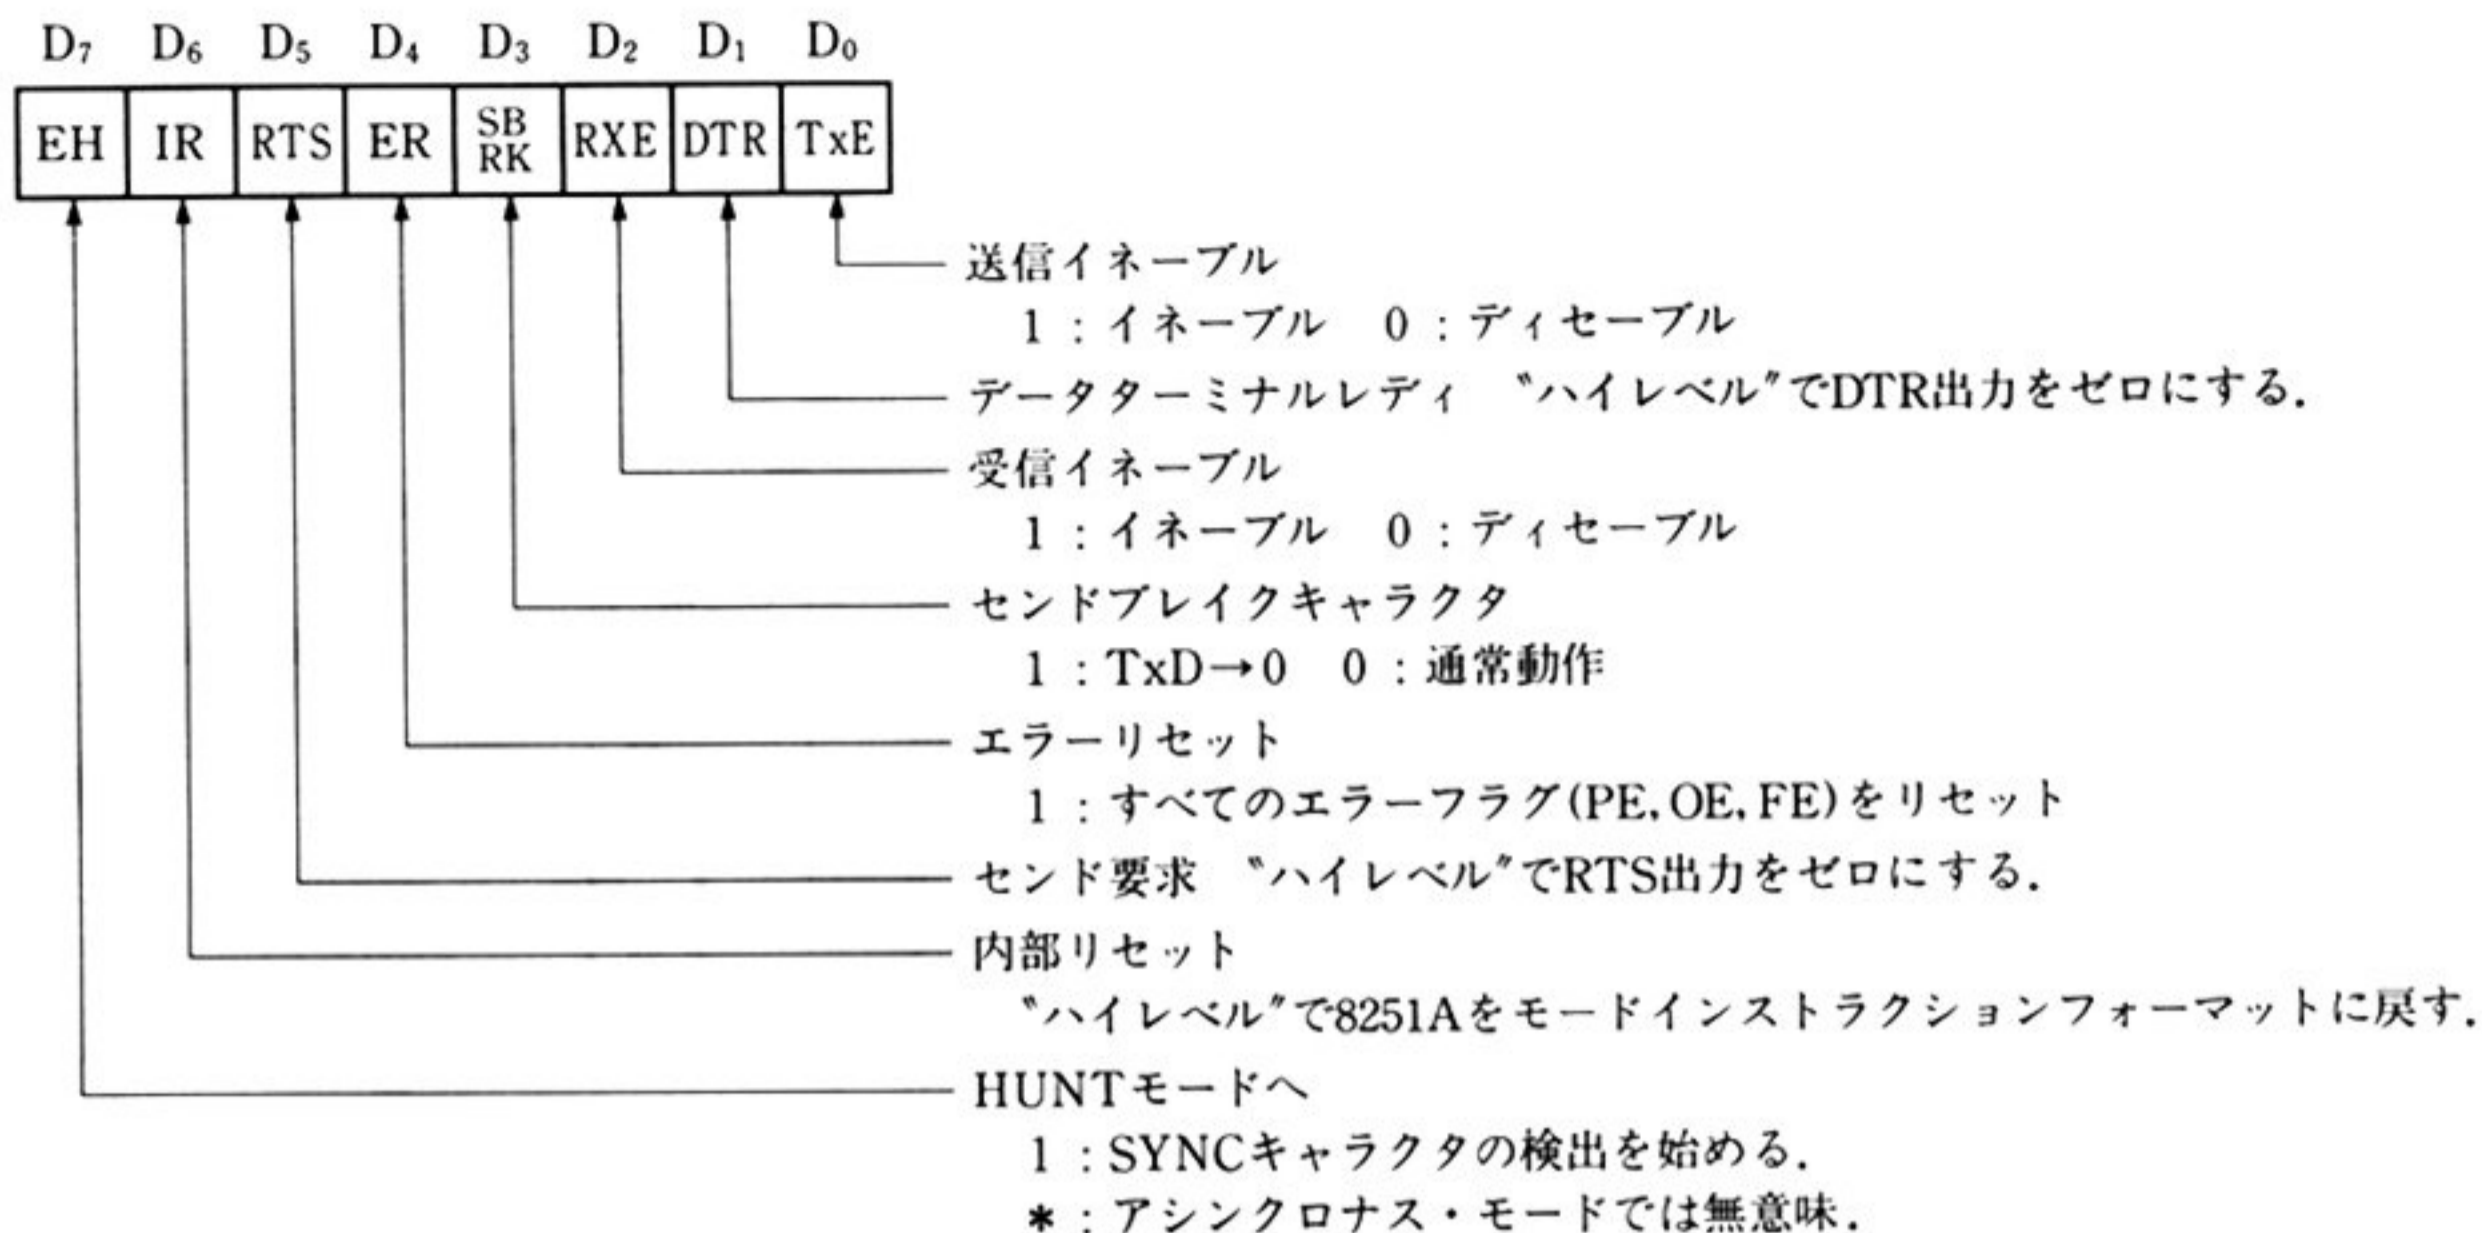 D₇ D₆ D₅ D₄ D₃ D₂ D₁ D₀
EH IR RTS ER SB RK RXE DTR TxE
送信イネーブル
1：イネーブル　0：ディセーブル
データターミナルレディ　〝ハイレベル〞でDTR出力をゼロにする．
受信イネーブル
1：イネーブル　0：ディセーブル
センドブレイクキャラクタ
1：TxD→0　0：通常動作
エラーリセット
1：すべてのエラーフラグ(PE, OE, FE)をリセット
センド要求　〝ハイレベル〞でRTS出力をゼロにする．
内部リセット
〝ハイレベル〞で8251Aをモードインストラクションフォーマットに戻す．
HUNTモードへ
1：SYNCキャラクタの検出を始める．
＊：アシンクロナス・モードでは無意味．